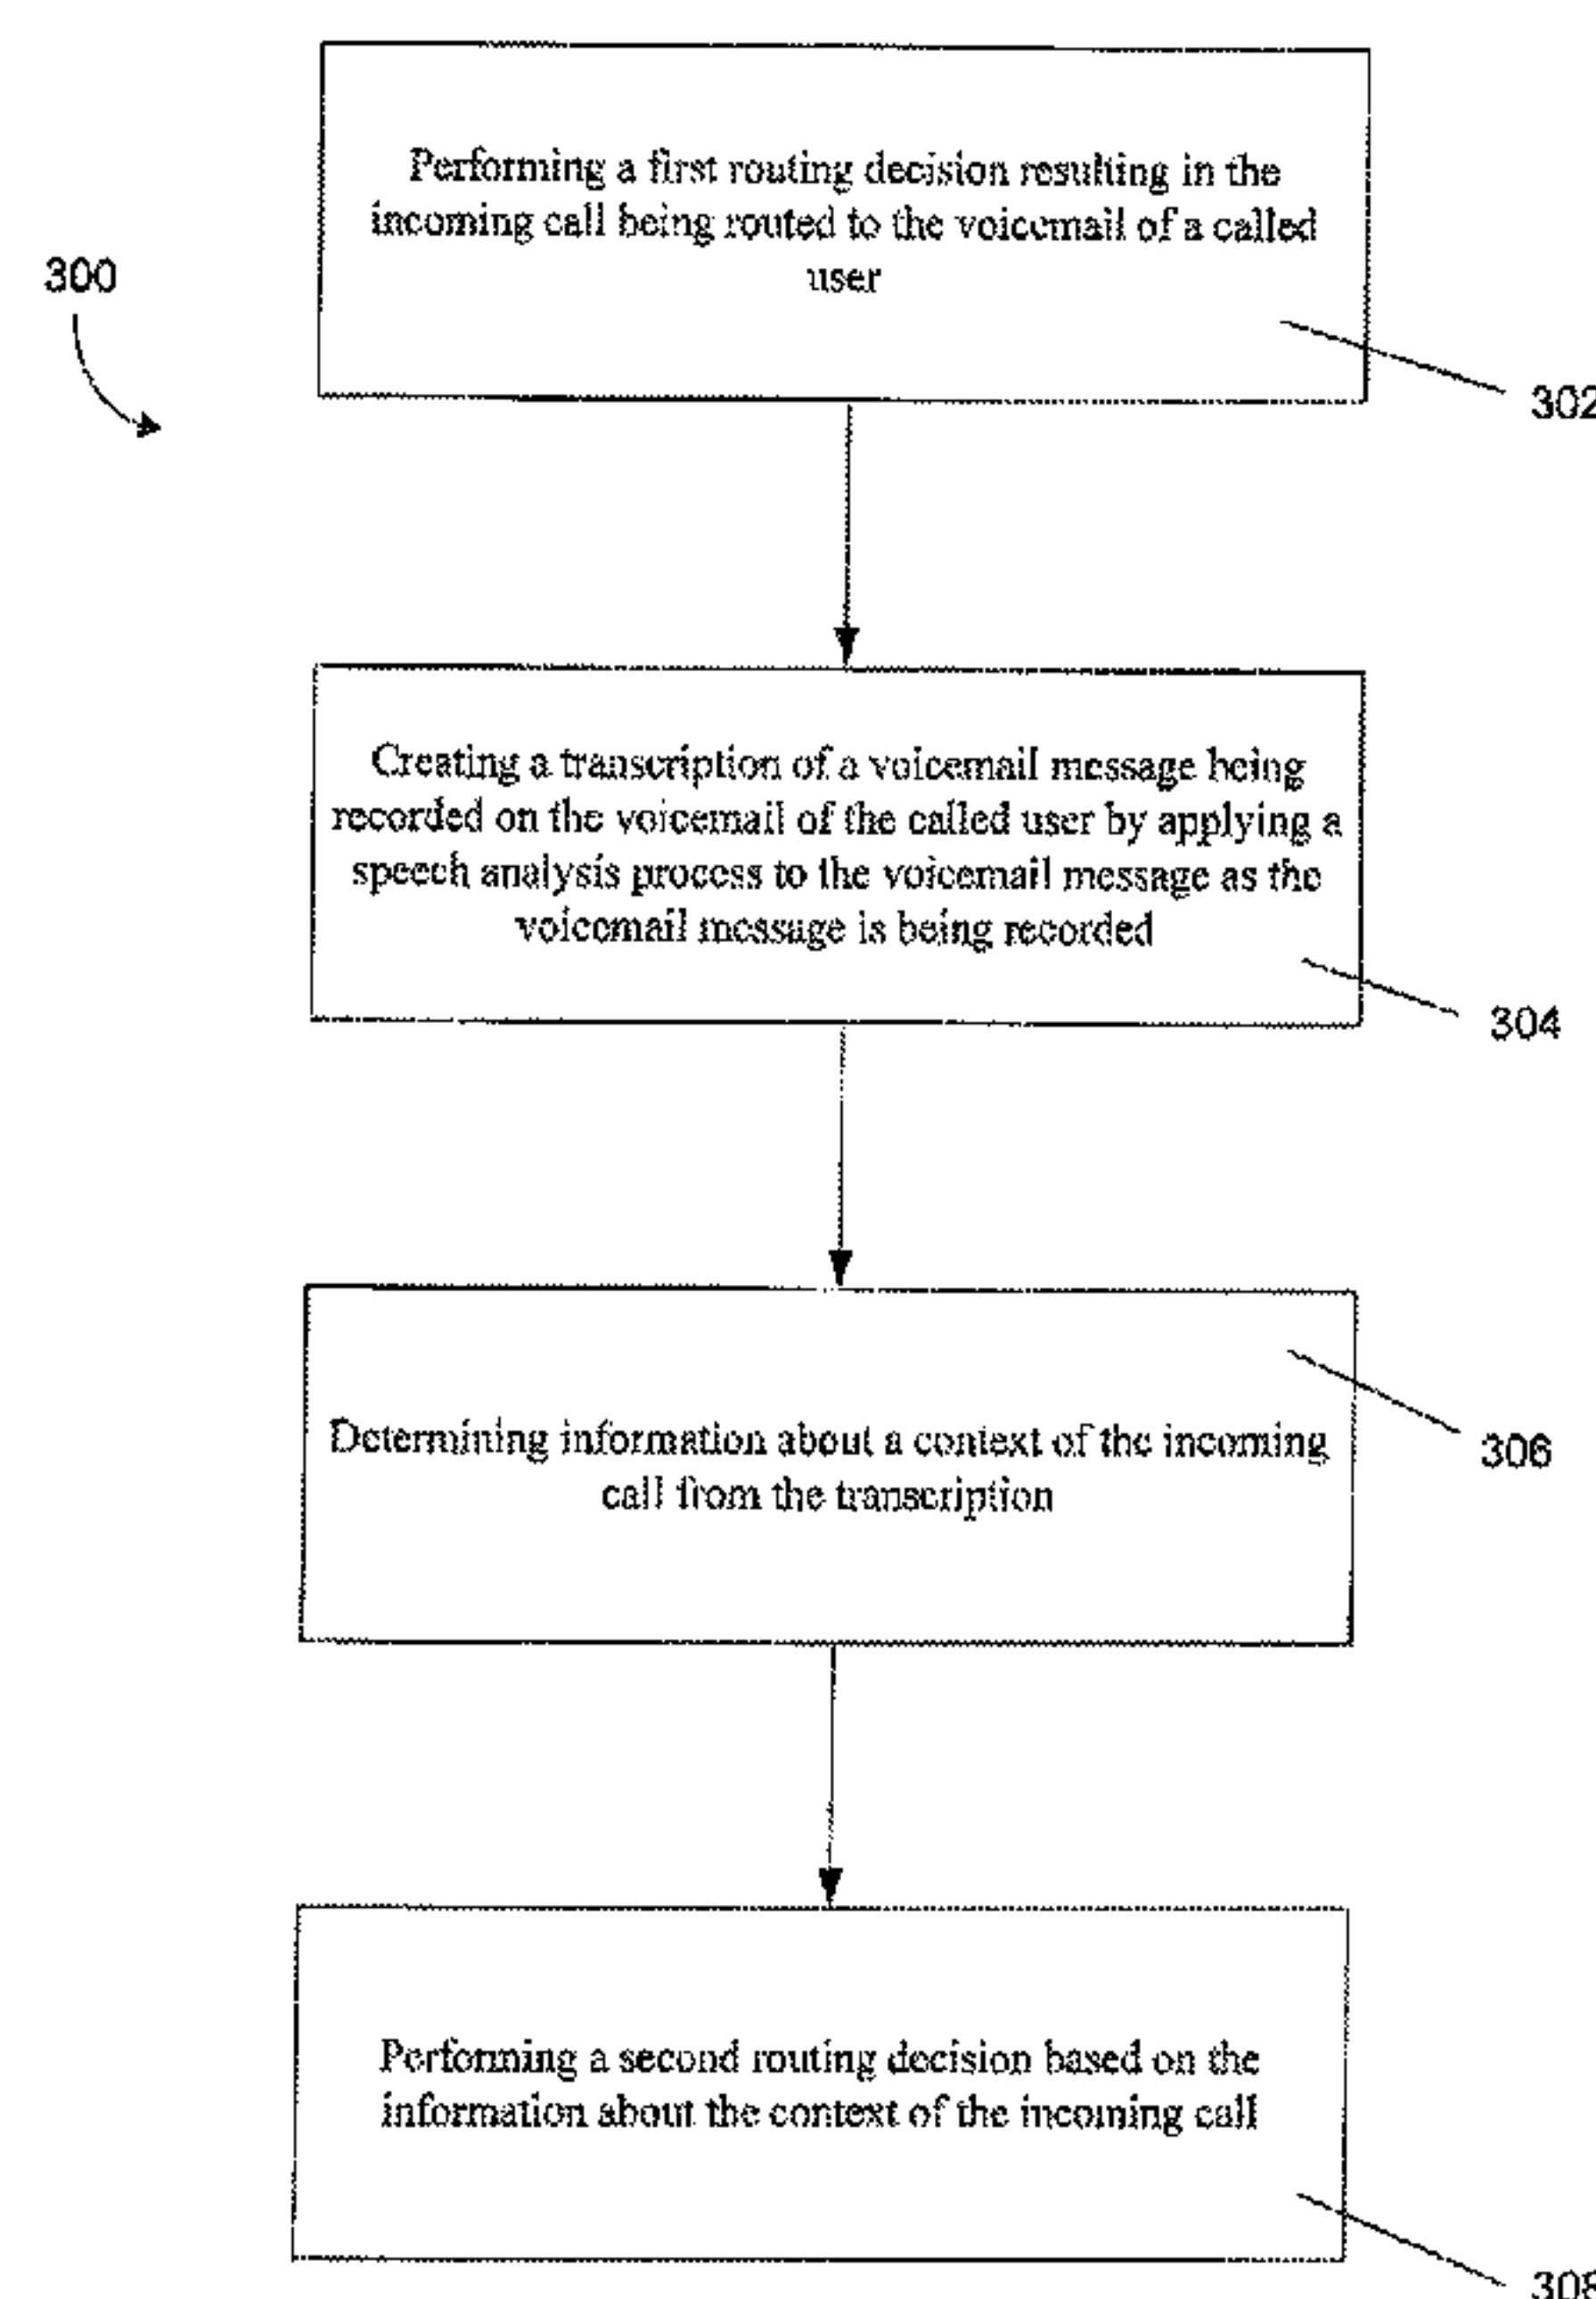 Performing a first routing decision resulting in the
incoming call being routed to the voicemail of a called
user
300
302
Creating a transcription of a voicemail message being
recorded on the voicemail of the called user by applying a
speech analysis process to the voicemail message as the
voicemail message is being recorded
304
Determining information about a context of the incoming
call from the transcription
306
Performing a second routing decision based on the
information about the context of the incoming call
308